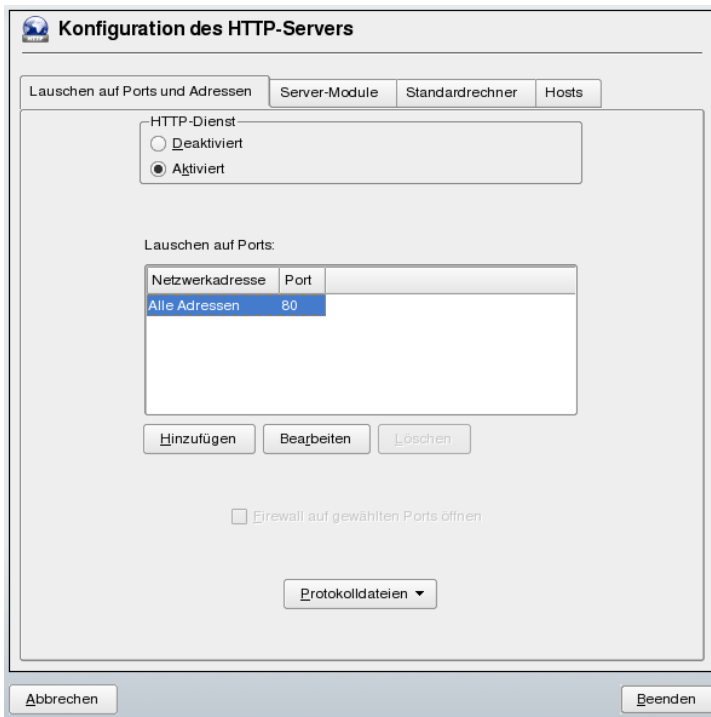 HTTP
Konfiguration des HTTP-Servers
Lauschen auf Ports und Adressen Server-Module Standardrechner Hosts
HTTP-Dienst
Deaktiviert
Aktiviert
Lauschen auf Ports:
Netzwerkadresse Port
Alle Adressen 80
Hinzufügen Bearbeiten Löschen
Firewall auf gewählten Ports öffnen
Protokolldateien
Abbrechen Beenden